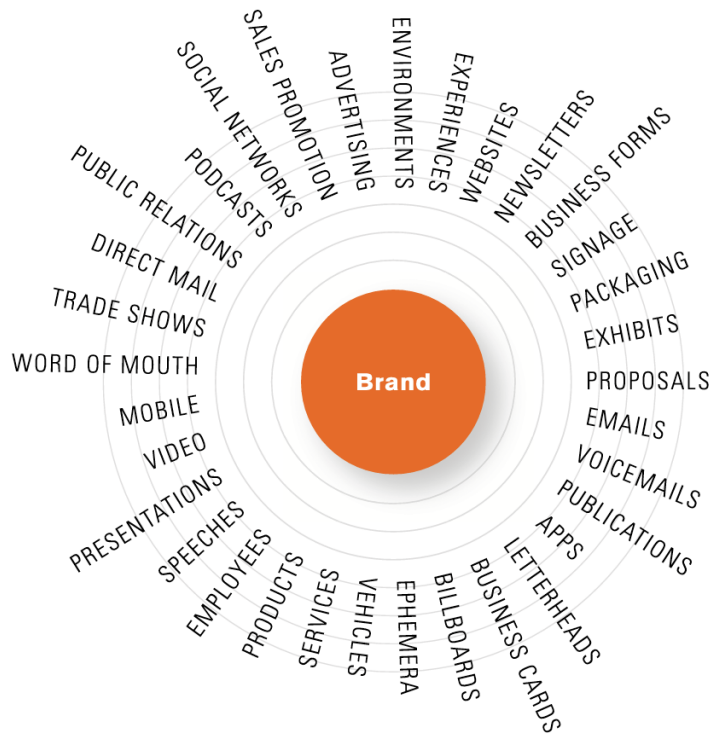 Brand
ENVIRONMENTS
EXPERIENCES
WEBSITES
NEWSLETTERS
BUSINESS FORMS
SIGNAGE
PACKAGING
EXHIBITS
PROPOSALS
EMAILS
VOICEMAILS
PUBLICATIONS
APPS
LETTERHEADS
BUSINESS CARDS
BILLBOARDS
EPHEMERA
VEHICLES
SERVICES
PRODUCTS
EMPLOYEES
SPEECHES
PRESENTATIONS
VIDEO
MOBILE
WORD OF MOUTH
TRADE SHOWS
DIRECT MAIL
PUBLIC RELATIONS
PODCASTS
SOCIAL NETWORKS
SALES PROMOTION
ADVERTISING